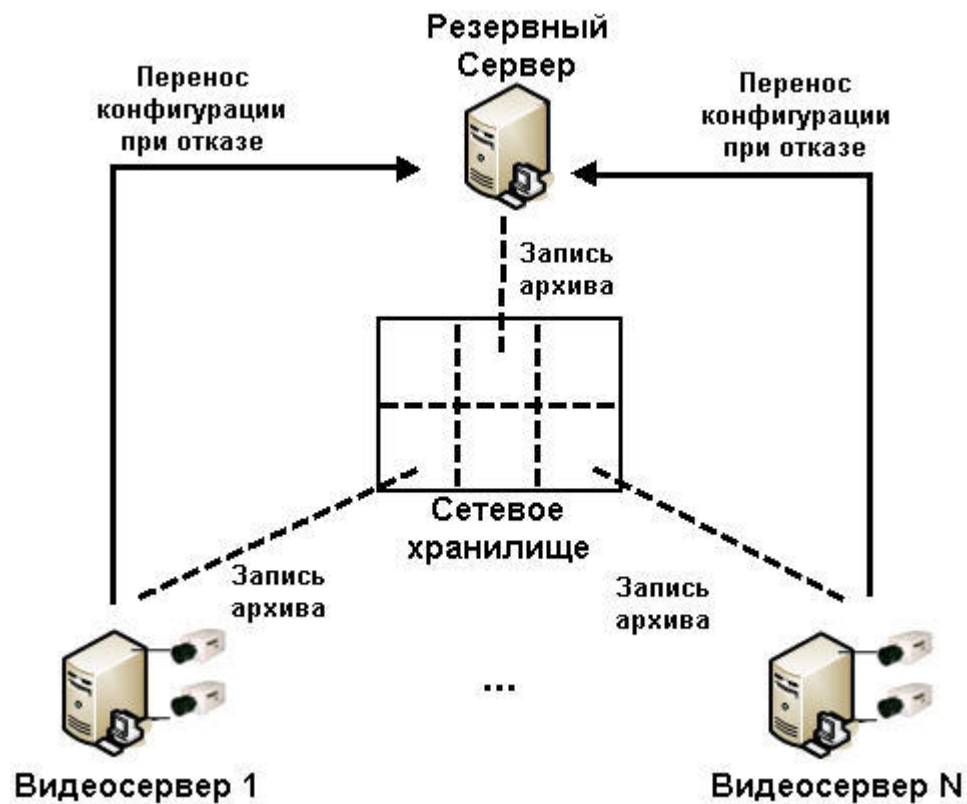 Резервный
Сервер
Перенос
конфигурации
при отказе
Перенос
конфигурации
при отказе
Запись
архива
Сетевое
хранилище
Запись
архива
Запись
архива
...
Видеосервер 1
Видеосервер N